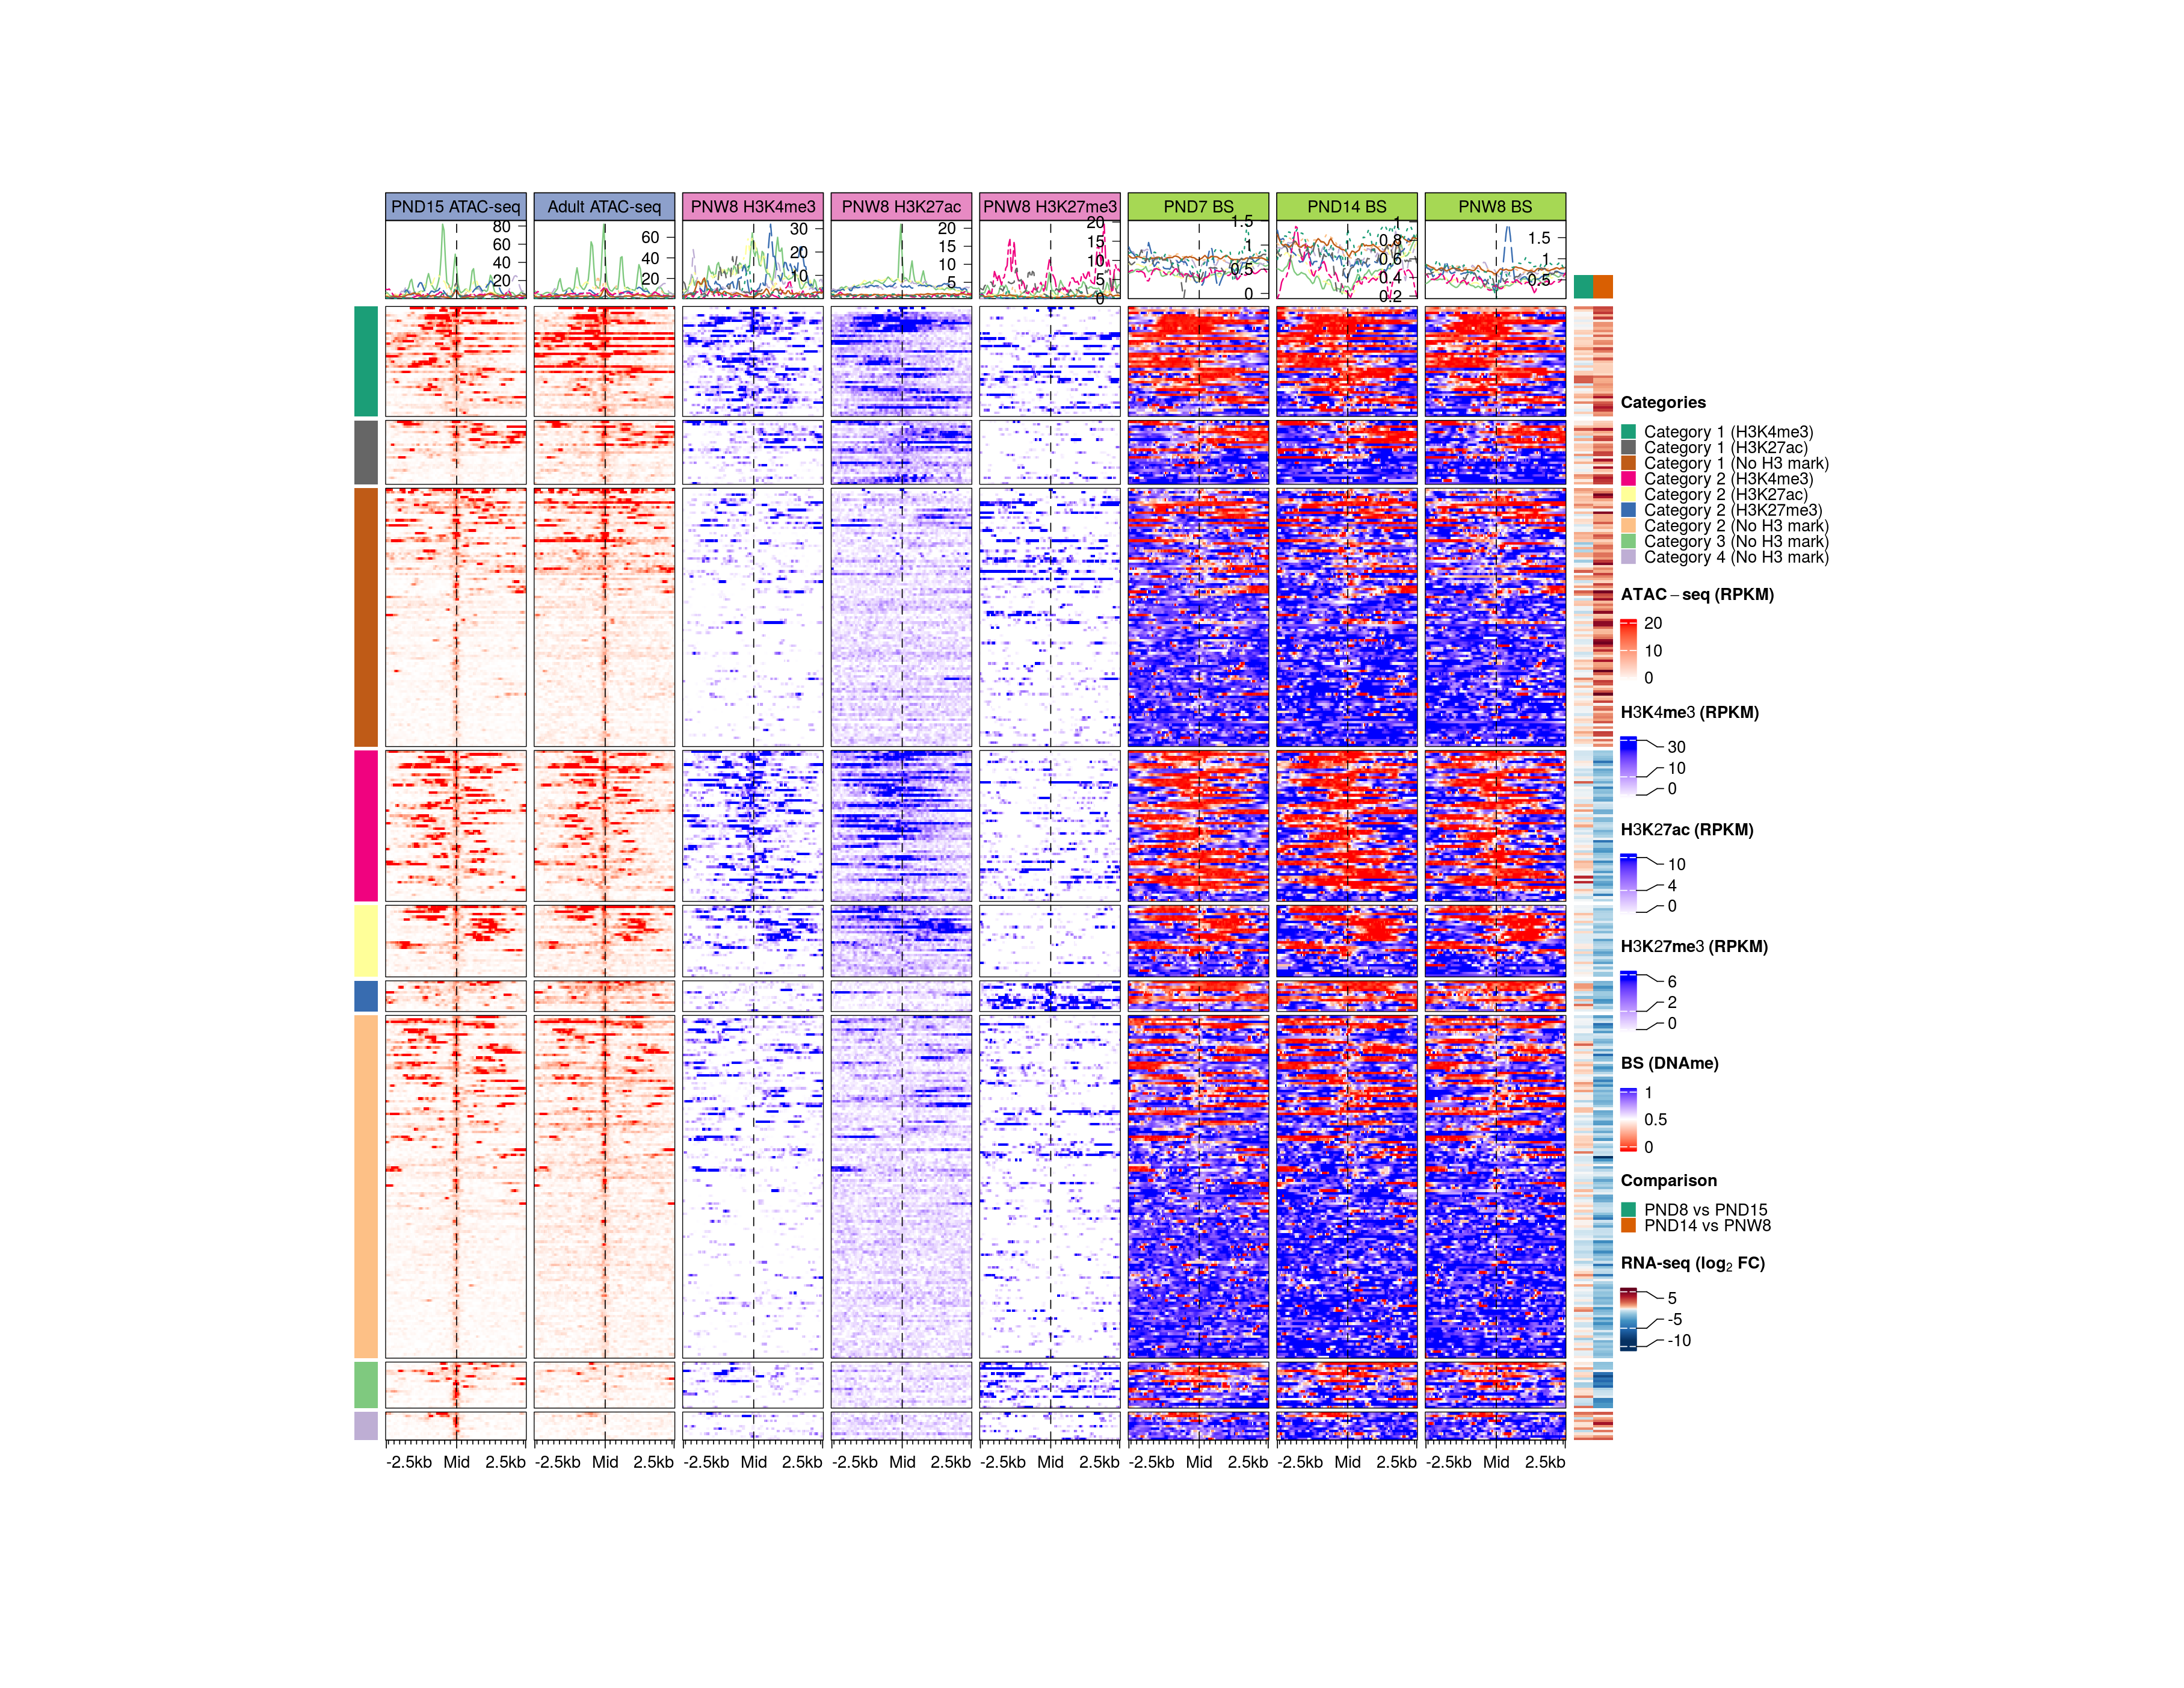 PND15 ATAC-seq Adult ATAC-seq PNW8 H3K4me3 PNW8 H3K27ac PNW8 H3K27me3 PND7 BS PND14 BS PNW8 BS
80
60
40
20
60
40
20
30
20
10
20
15
10
5
20
15
10
5
0
1.5
1
0.5
0
1
0.8
0.6
0.4
0.2
1.5
1
0.5
Categories
Category 1 (H3K4me3)
Category 1 (H3K27ac)
Category 1 (No H3 mark)
Category 2 (H3K4me3)
Category 2 (H3K27ac)
Category 2 (H3K27me3)
Category 2 (No H3 mark)
Category 3 (No H3 mark)
Category 4 (No H3 mark)
ATAC−seq (RPKM)
20
10
0
H3K4me3 (RPKM)
30
10
0
H3K27ac (RPKM)
10
4
0
H3K27me3 (RPKM)
6
2
0
BS (DNAme)
1
0.5
0
Comparison
PND8 vs PND15
PND14 vs PNW8
RNA-seq (log₂ FC)
5
-5
-10
-2.5kb Mid 2.5kb -2.5kb Mid 2.5kb -2.5kb Mid 2.5kb -2.5kb Mid 2.5kb -2.5kb Mid 2.5kb -2.5kb Mid 2.5kb -2.5kb Mid 2.5kb -2.5kb Mid 2.5kb